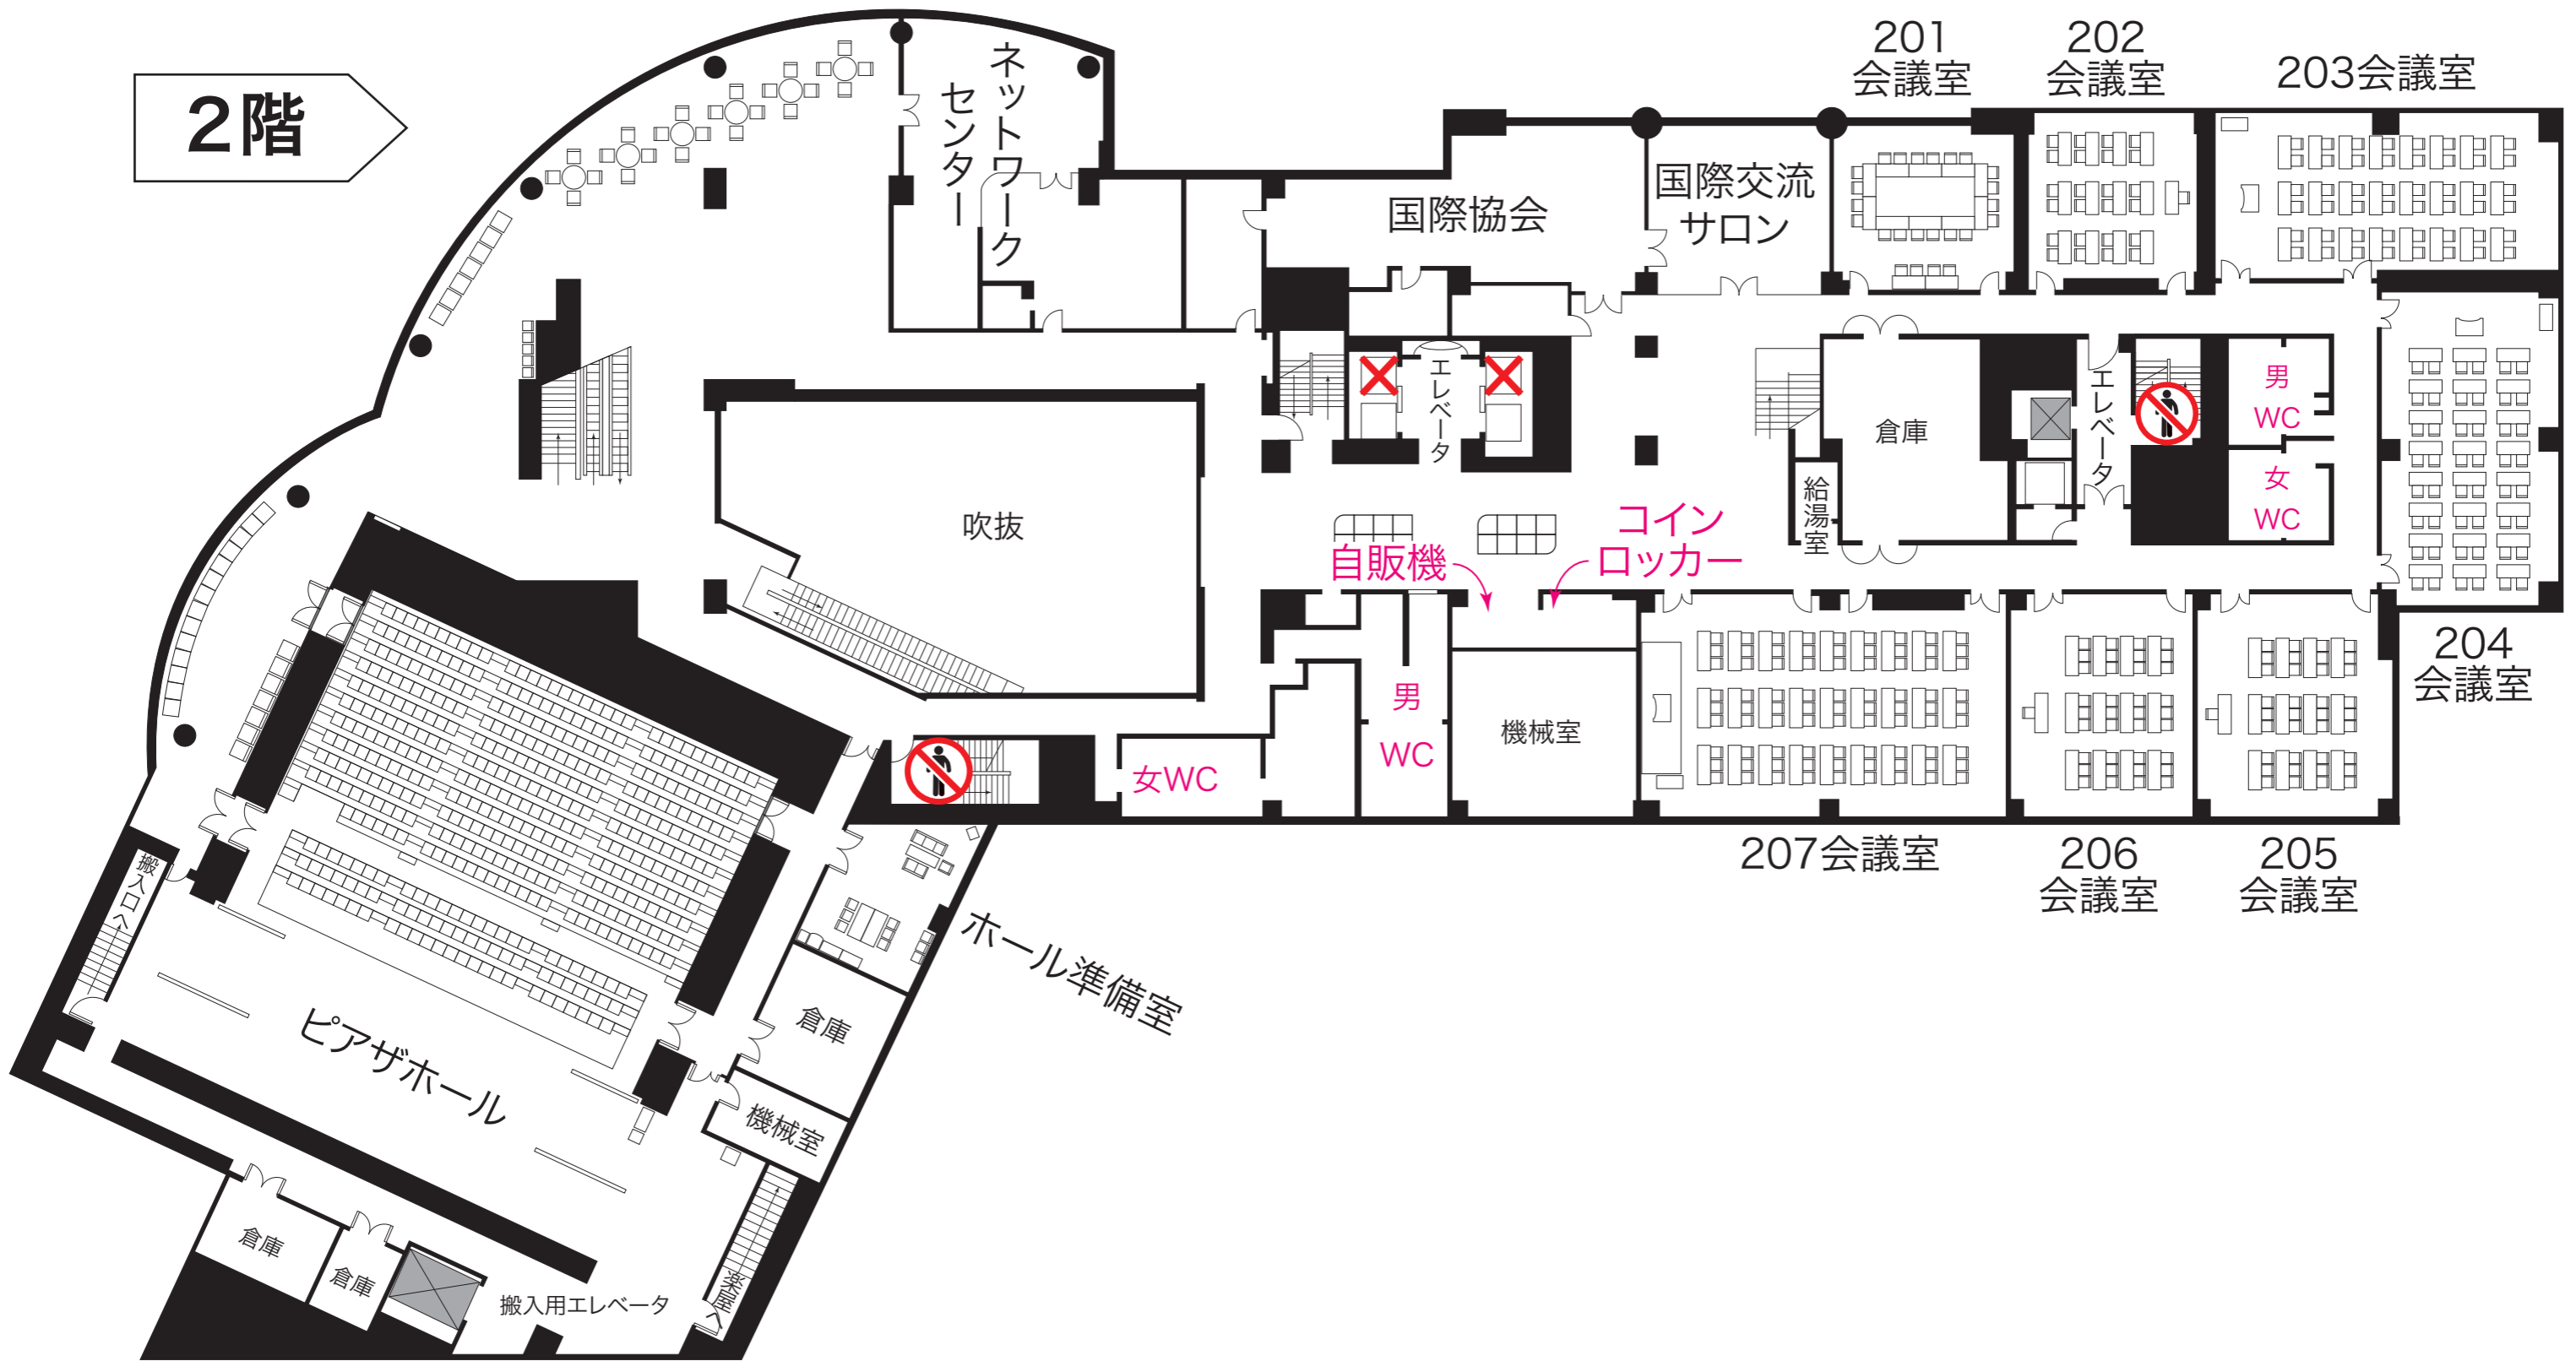 2階
ネットワーク
センター
国際協会
国際交流
サロン
201
会議室
202
会議室
203会議室
エレベータ
倉庫
エレベータ
男
WC
女
WC
給湯室
吹抜
自販機
コイン
ロッカー
204
会議室
男
WC
機械室
女WC
207会議室
206
会議室
205
会議室
搬入口へ
ホール準備室
倉庫
ピアザホール
機械室
倉庫
倉庫
搬入用エレベータ
楽屋へ